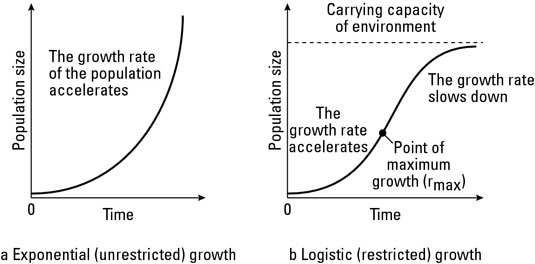 Population size
The growth rate
of the population
accelerates
0
Time
a Exponential (unrestricted) growth
Carrying capacity
of environment
Population size
The growth rate
slows down
The
growth rate
accelerates
Point of
maximum
growth (rmax)
0
Time
b Logistic (restricted) growth